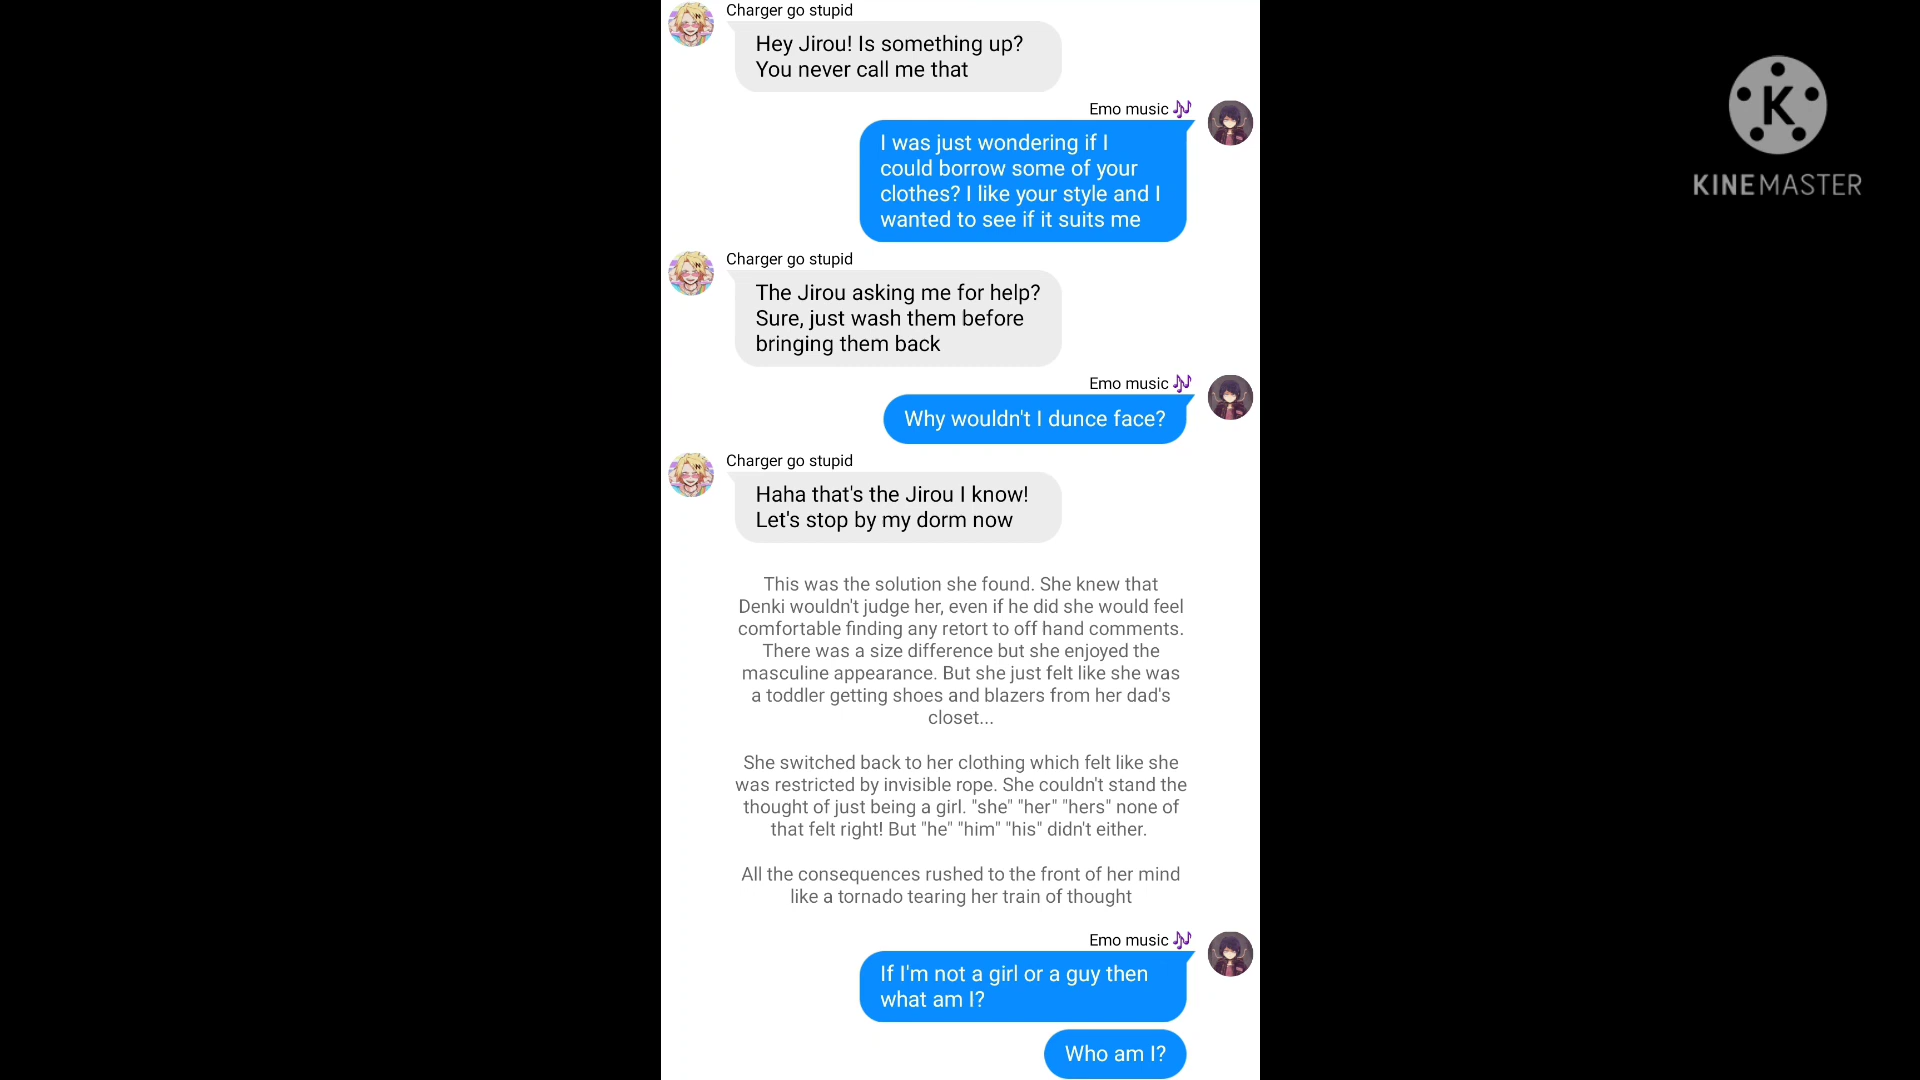 Charger go stupid
Hey Jirou! Is something up?
You never call me that
Emo music 🎶
I was just wondering if I
could borrow some of your
clothes? I like your style and I
wanted to see if it suits me
Charger go stupid
The Jirou asking me for help?
Sure, just wash them before
bringing them back
Emo music 🎶
Why wouldn't I dunce face?
Charger go stupid
Haha that's the Jirou I know!
Let's stop by my dorm now
This was the solution she found. She knew that
Denki wouldn't judge her, even if he did she would feel
comfortable finding any retort to off hand comments.
There was a size difference but she enjoyed the
masculine appearance. But she just felt like she was
a toddler getting shoes and blazers from her dad's
closet...
She switched back to her clothing which felt like she
was restricted by invisible rope. She couldn't stand the
thought of just being a girl. "she" "her" "hers" none of
that felt right! But "he" "him" "his" didn't either.
All the consequences rushed to the front of her mind
like a tornado tearing her train of thought
Emo music 🎶
If I'm not a girl or a guy then
what am I?
Who am I?
K
KINEMASTER